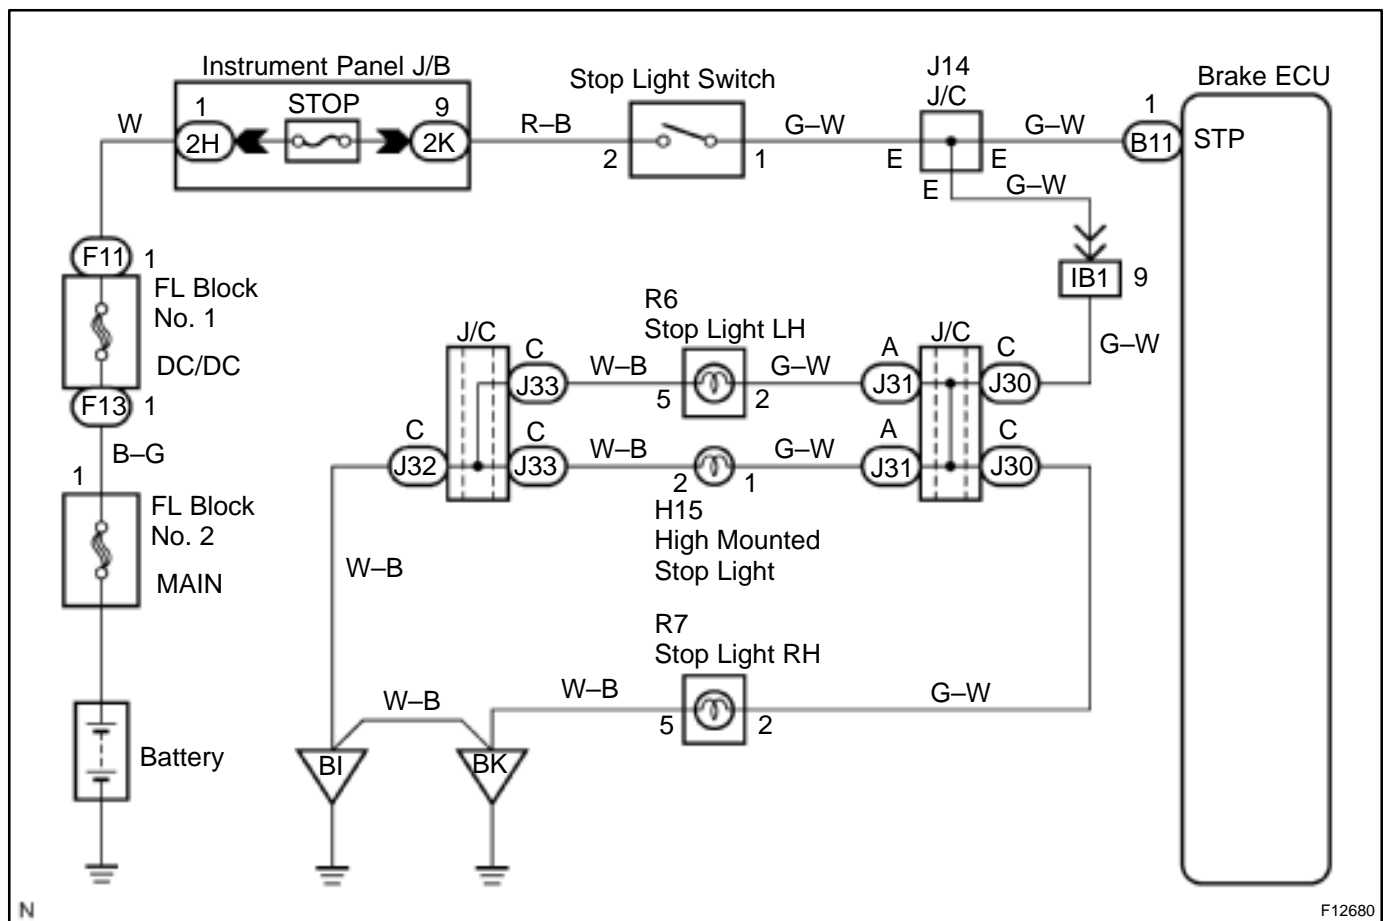 Instrument Panel J/B
Stop Light Switch
J14
J/C
Brake ECU
W
1
STOP
9
2H
2K
R–B
2
1
G–W
E
E
E
G–W
1
B11
STP
G–W
IB1
9
G–W
F11
1
FL Block
No. 1
DC/DC
F13
1
B–G
1
FL Block
No. 2
MAIN
Battery
J/C
C
J33
W–B
R6
Stop Light LH
5
2
G–W
A
J31
J/C
C
J30
C
J32
C
J33
W–B
2
1
G–W
A
J31
C
J30
H15
High Mounted
Stop Light
W–B
R7
Stop Light RH
W–B
W–B
5
2
G–W
BI
BK
N
F12680